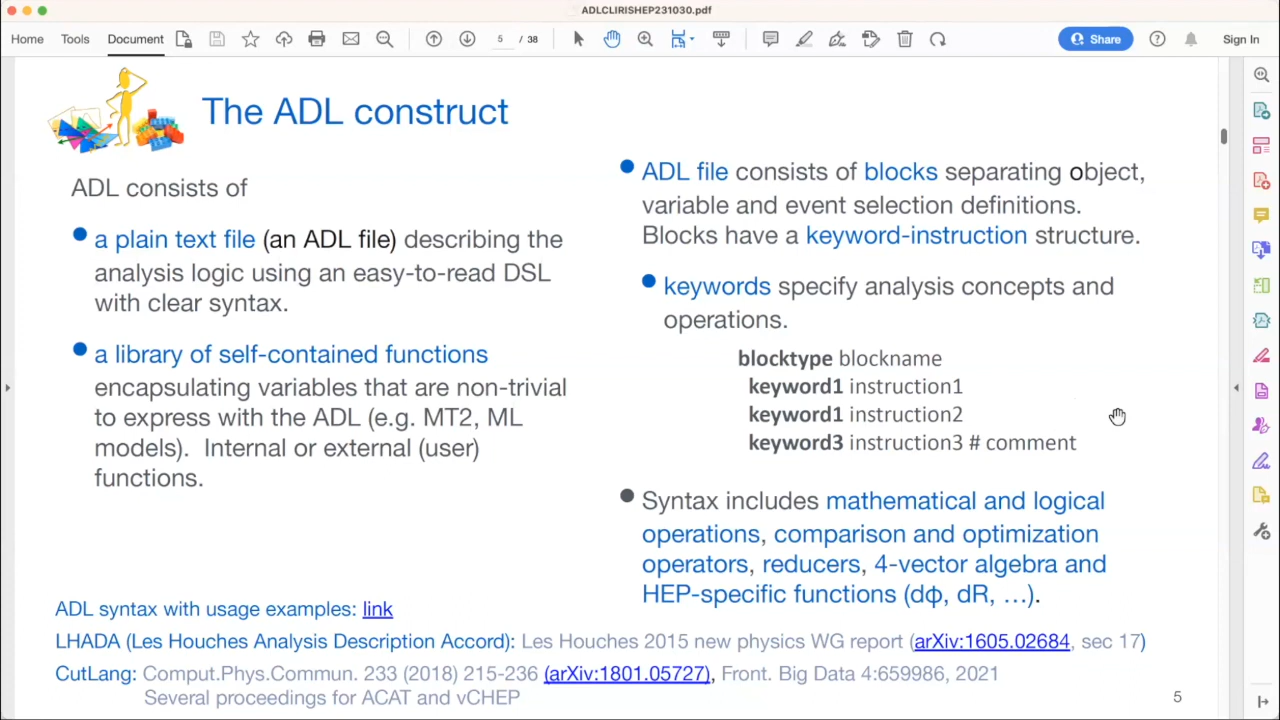 ADLCLIRISHEP231030.pdf
Home Tools Document 5 / 38 Share Sign In
The ADL construct
ADL consists of
a plain text file (an ADL file) describing the
analysis logic using an easy-to-read DSL
with clear syntax.
a library of self-contained functions
encapsulating variables that are non-trivial
to express with the ADL (e.g. MT2, ML
models). Internal or external (user)
functions.
ADL file consists of blocks separating object,
variable and event selection definitions.
Blocks have a keyword-instruction structure.
keywords specify analysis concepts and
operations.
blocktype blockname
keyword1 instruction1
keyword1 instruction2
keyword3 instruction3 # comment
Syntax includes mathematical and logical
operations, comparison and optimization
operators, reducers, 4-vector algebra and
HEP-specific functions (dφ, dR, …).
ADL syntax with usage examples: link
LHADA (Les Houches Analysis Description Accord): Les Houches 2015 new physics WG report (arXiv:1605.02684, sec 17)
CutLang: Comput.Phys.Commun. 233 (2018) 215-236 (arXiv:1801.05727), Front. Big Data 4:659986, 2021
Several proceedings for ACAT and vCHEP
5